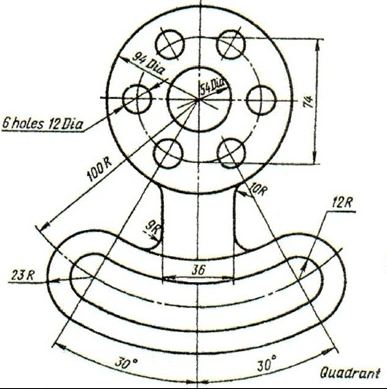 94 Dia
54 Dia
74
6 holes 12 Dia
100 R
10R
9R
12R
36
23 R
30°
30°
Quadrant